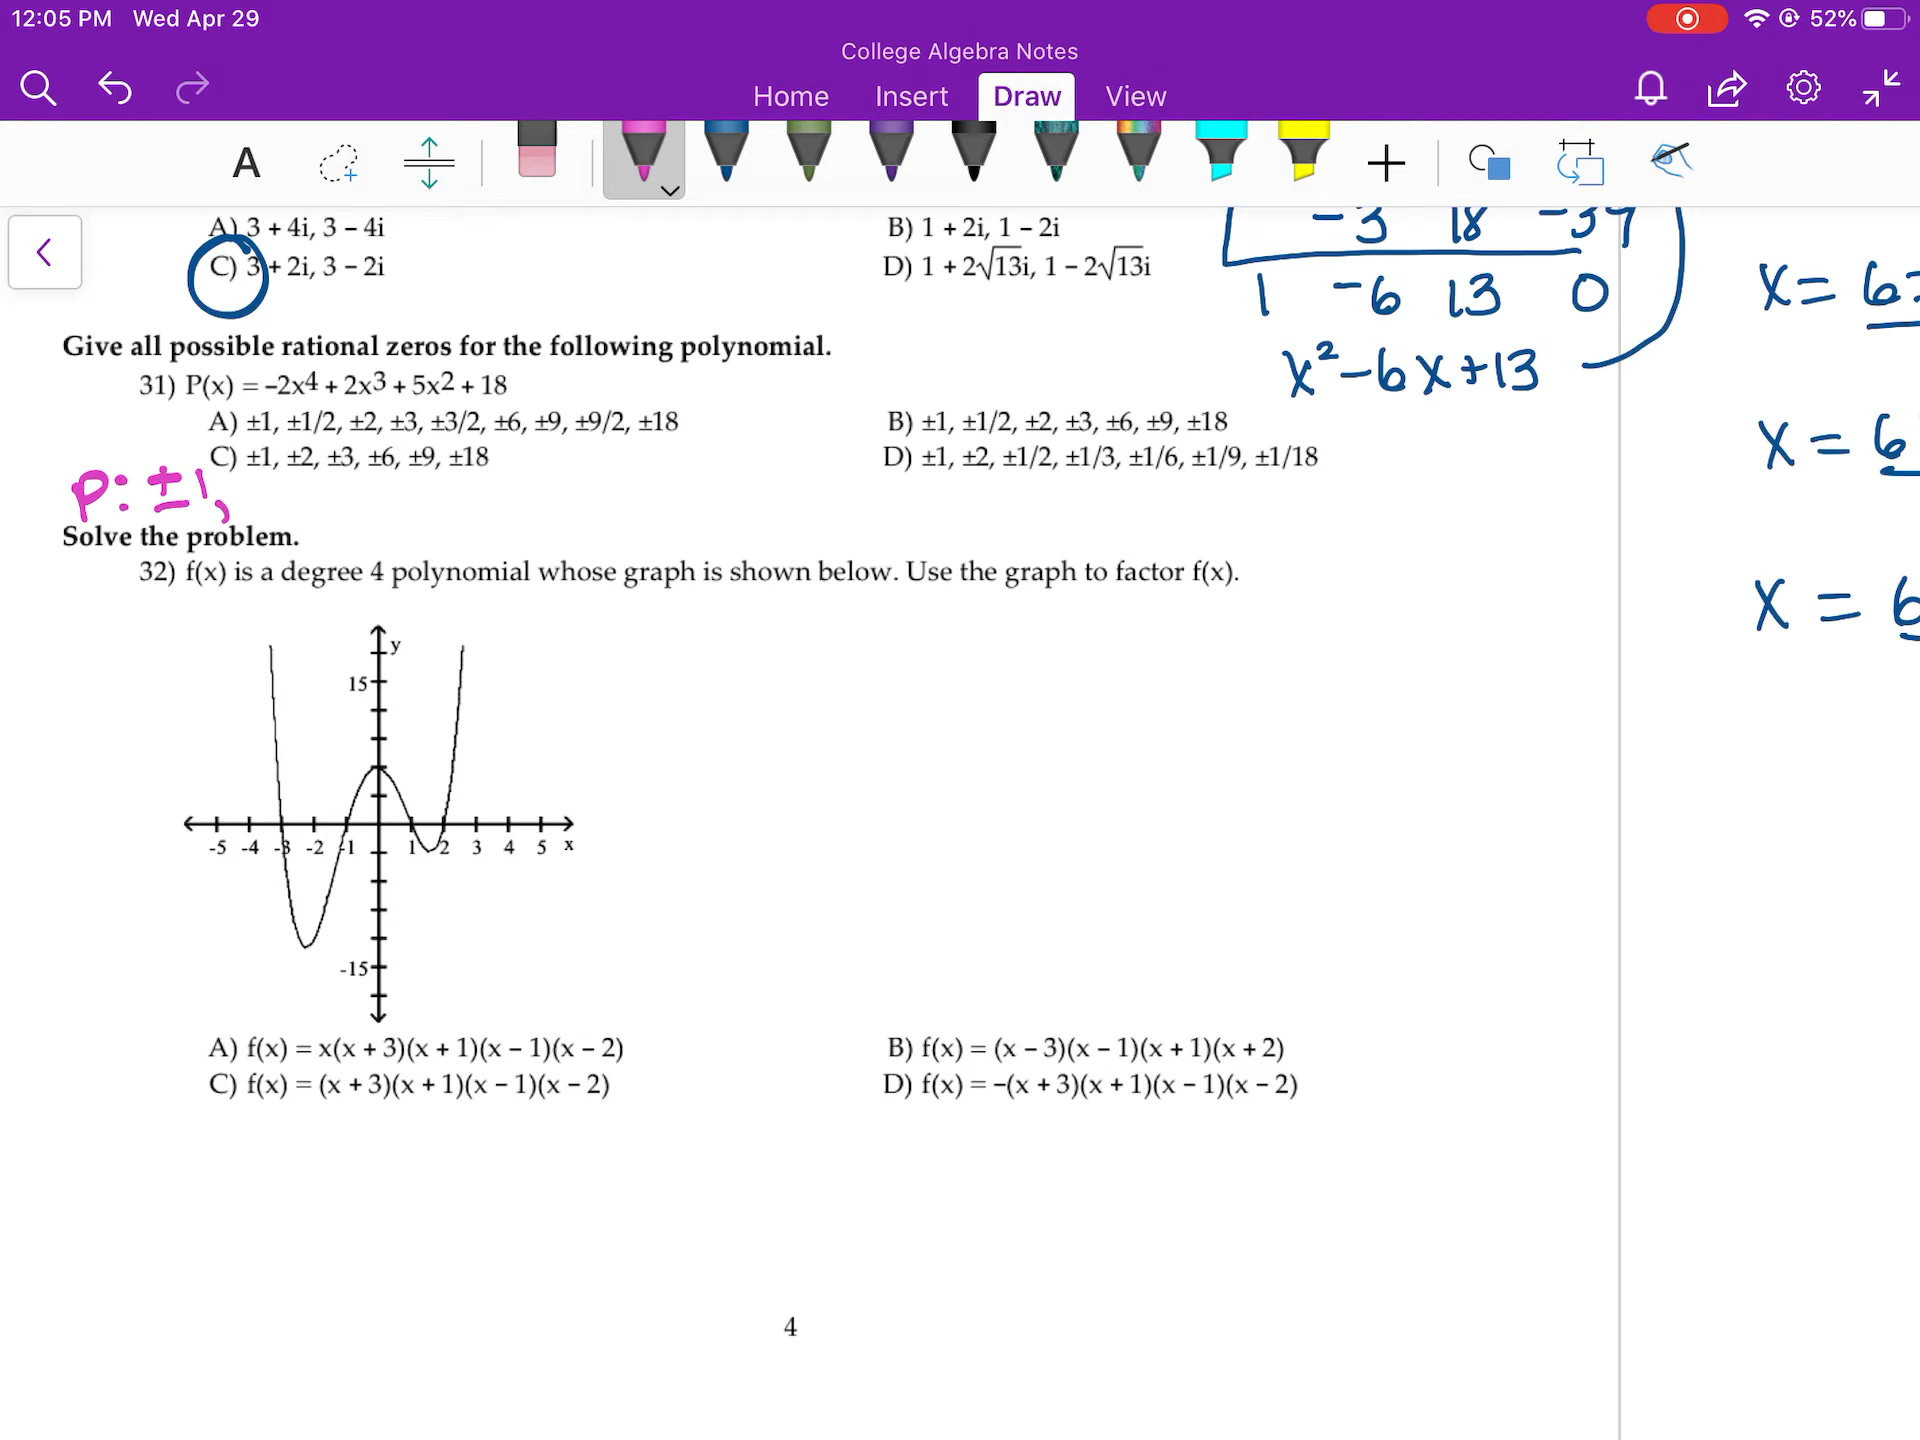 12:05 PM Wed Apr 29
52%
College Algebra Notes
Home Insert Draw View
A
A) 3 + 4i, 3 – 4i
B) 1 + 2i, 1 – 2i
C) 3 + 2i, 3 – 2i
D) 1 + 2√13i, 1 – 2√13i
-3 18 -39
1 -6 13 0
x² - 6x + 13
x =
x = 6
x = 6
Give all possible rational zeros for the following polynomial.
31) P(x) = –2x⁴ + 2x³ + 5x² + 18
A) ±1, ±1/2, ±2, ±3, ±3/2, ±6, ±9, ±9/2, ±18
B) ±1, ±1/2, ±2, ±3, ±6, ±9, ±18
C) ±1, ±2, ±3, ±6, ±9, ±18
D) ±1, ±2, ±1/2, ±1/3, ±1/6, ±1/9, ±1/18
P: ±1,
Solve the problem.
32) f(x) is a degree 4 polynomial whose graph is shown below. Use the graph to factor f(x).
y
15
-5 -4 -3 -2 -1 1 2 3 4 5 x
-15
A) f(x) = x(x + 3)(x + 1)(x – 1)(x – 2)
B) f(x) = (x – 3)(x – 1)(x + 1)(x + 2)
C) f(x) = (x + 3)(x + 1)(x – 1)(x – 2)
D) f(x) = –(x + 3)(x + 1)(x – 1)(x – 2)
4